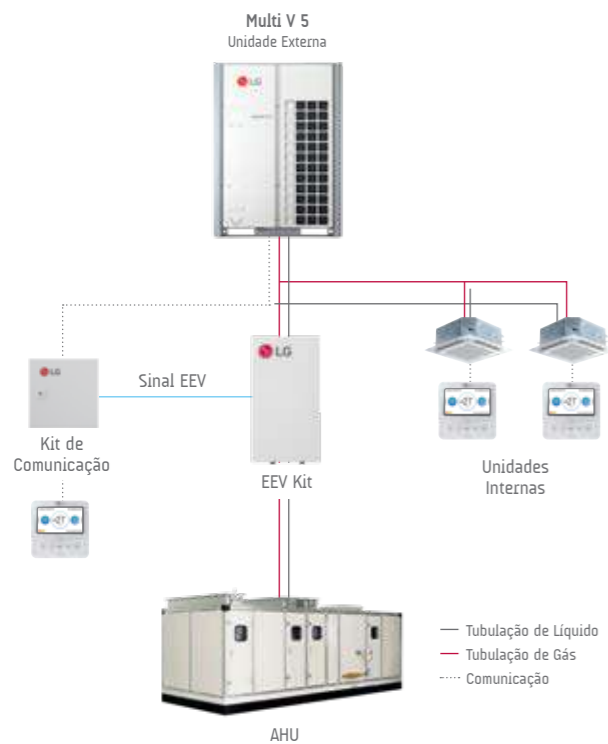 Multi V 5
Unidade Externa
LG
LG
Sinal EEV
LG
Kit de
Comunicação
EEV Kit
Unidades
Internas
Tubulação de Líquido
Tubulação de Gás
Comunicação
AHU